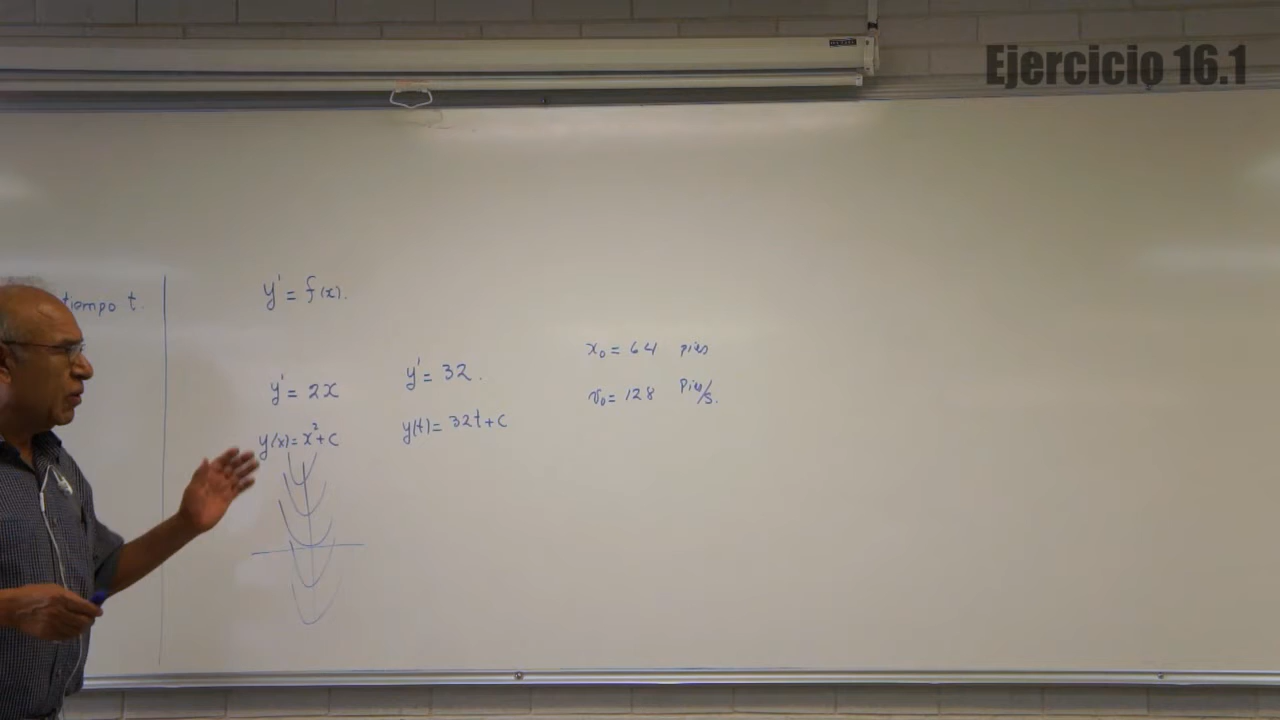 Ejercicio 16.1
tiempo t.
y' = f(x).
y' = 2x
y(x) = x² + c
y' = 32.
y(t) = 32t + c
x₀ = 64 pies
v₀ = 128 Pies/s.